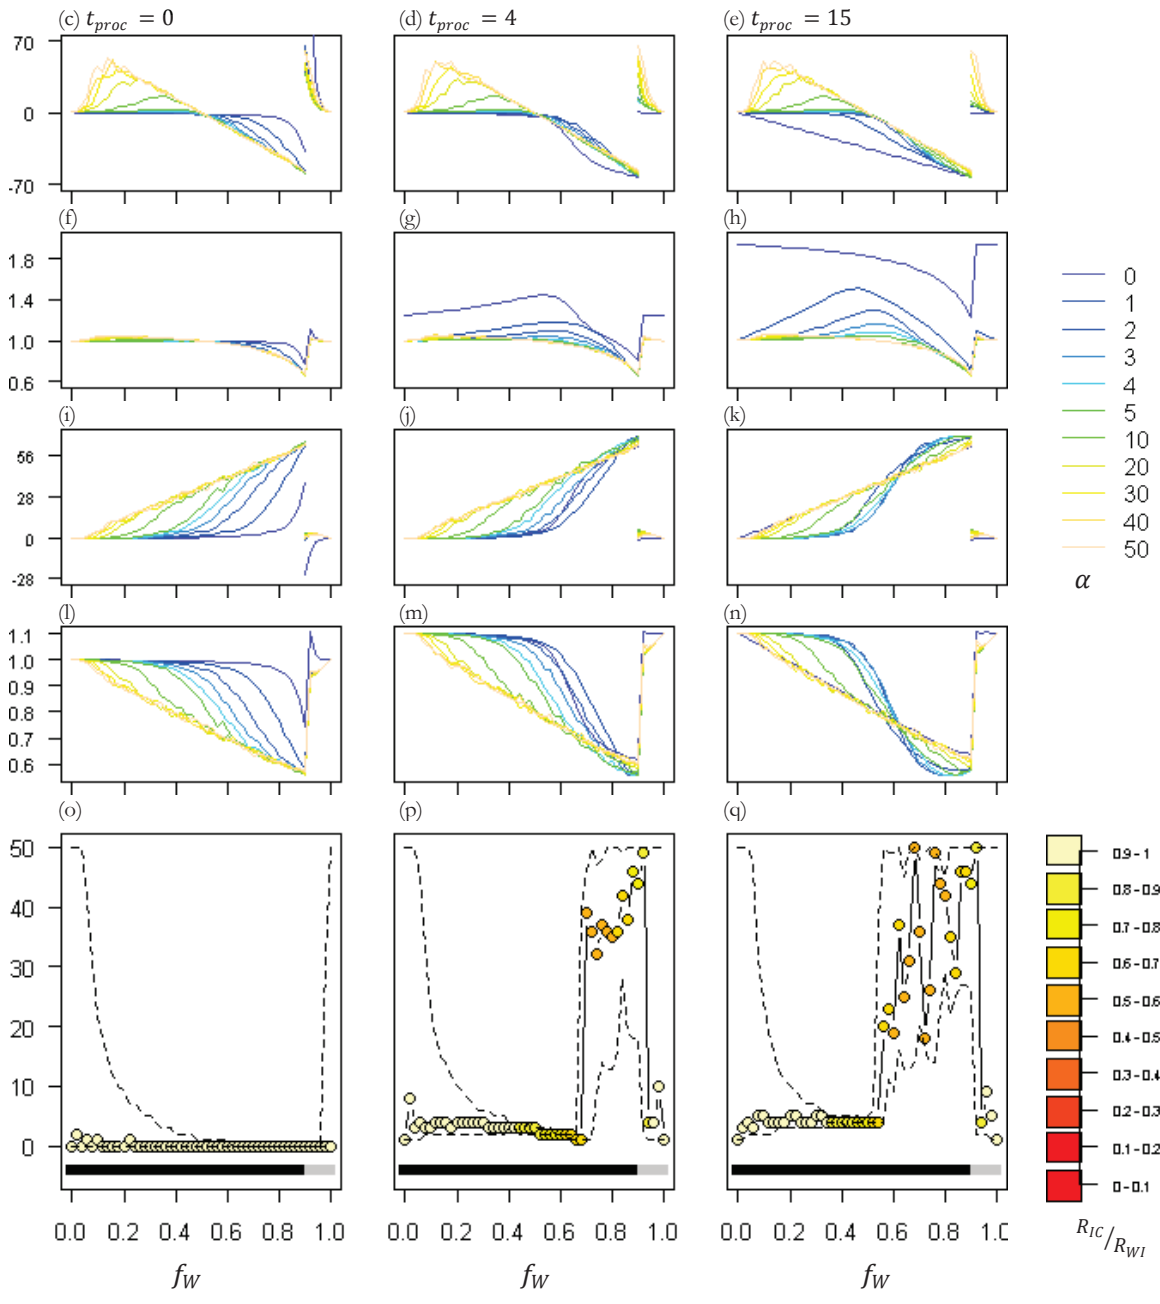 (c) t_proc = 0 (d) t_proc = 4 (e) t_proc = 15
70
0
-70
(f) (g) (h)
1.8
1.4
1.0
0.6
(i) (j) (k)
56
28
0
-28
(l) (m) (n)
1.1
1.0
0.9
0.8
0.7
0.6
(o) (p) (q)
50
40
30
20
10
0
0.0 0.2 0.4 0.6 0.8 1.0 0.0 0.2 0.4 0.6 0.8 1.0 0.0 0.2 0.4 0.6 0.8 1.0
f_W f_W f_W
0
1
2
3
4
5
10
20
30
40
50
α
0.9 - 1
0.8 - 0.9
0.7 - 0.8
0.6 - 0.7
0.5 - 0.6
0.4 - 0.5
0.3 - 0.4
0.2 - 0.3
0.1 - 0.2
0 - 0.1
R_IC/R_WI